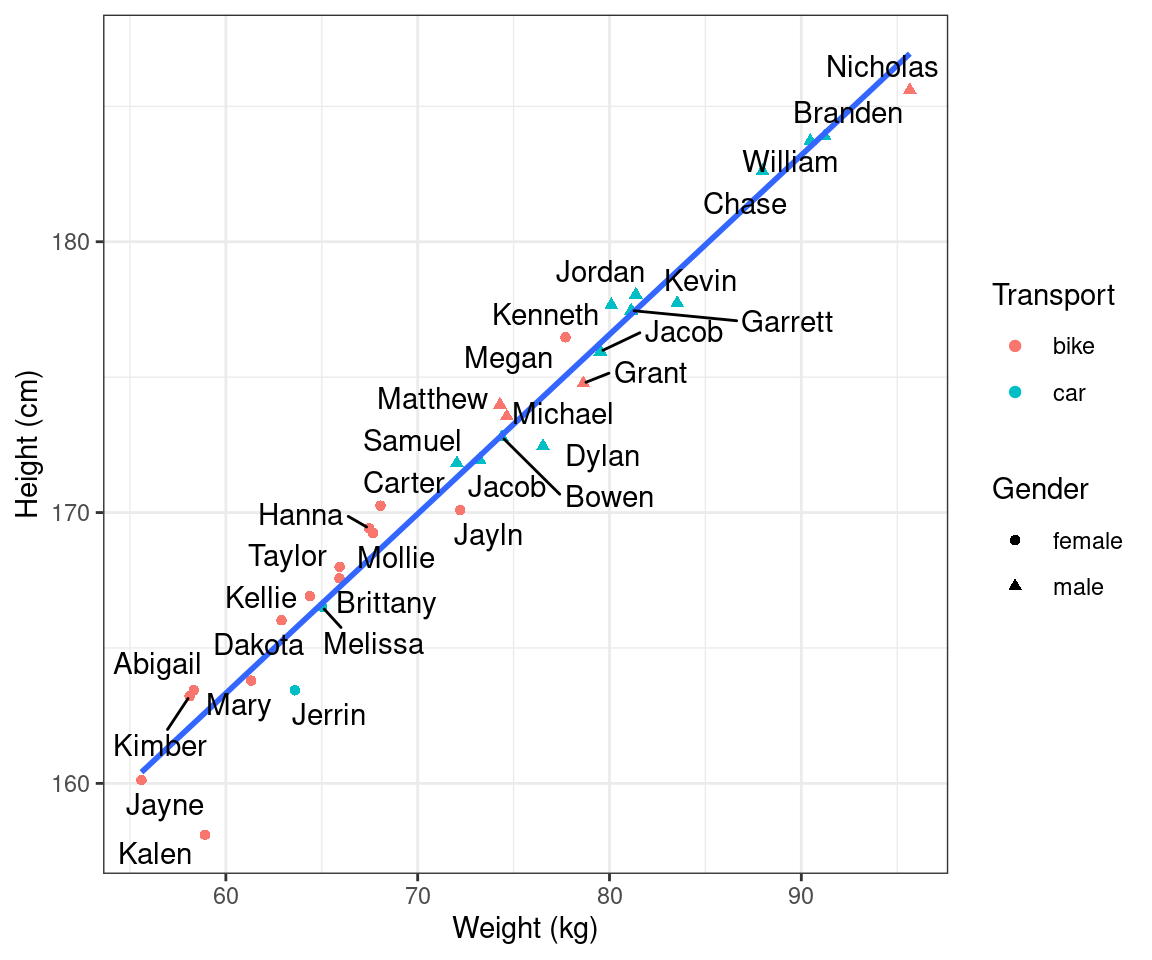 Nicholas
Branden
William
Chase
180
Jordan
Kevin
Kenneth
Garrett
Jacob
Megan
Grant
Matthew
Michael
Samuel
Dylan
Carter
Jacob
Bowen
170
Hanna
Jayln
Taylor
Mollie
Kellie
Brittany
Dakota
Melissa
Abigail
Mary
Jerrin
Kimber
160
Jayne
Kalen
60
70
80
90
Weight (kg)
Height (cm)
Transport
bike
car
Gender
female
male